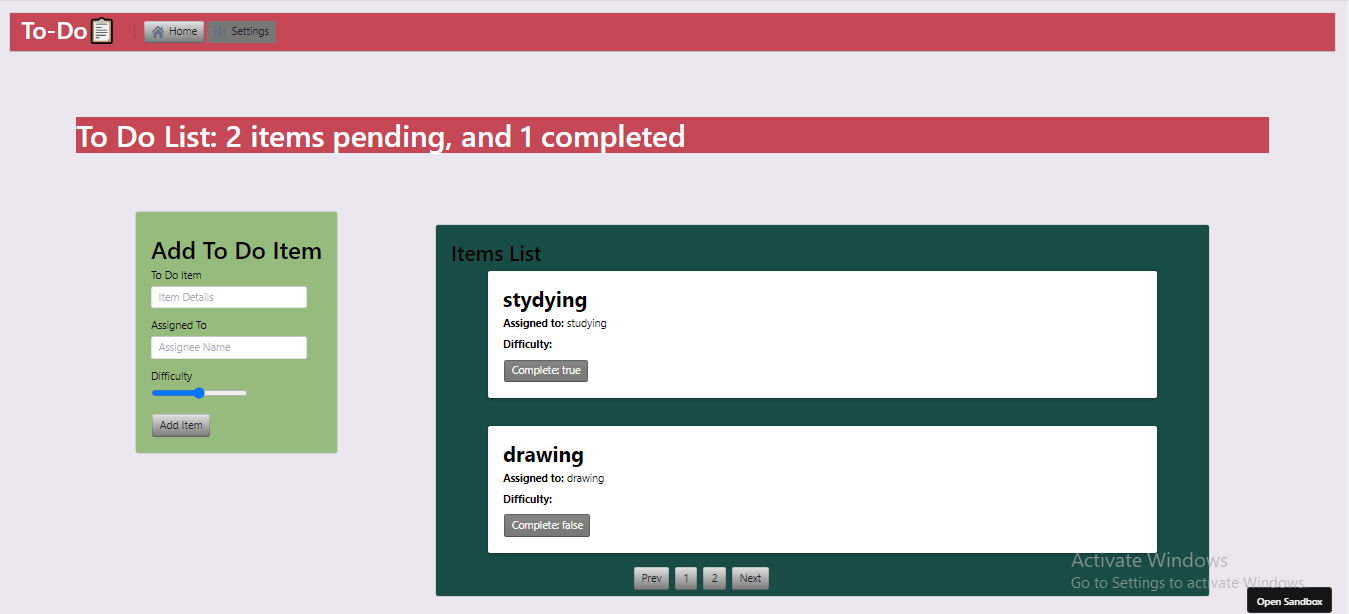 To-Do
Home
Settings
To Do List: 2 items pending, and 1 completed
Add To Do Item
To Do Item
Item Details
Assigned To
Assignee Name
Difficulty
Add Item
Items List
stydying
Assigned to: studying
Difficulty:
Complete: true
drawing
Assigned to: drawing
Difficulty:
Complete: false
Prev 1 2 Next
Activate Windows
Go to Settings to activate Windows.
Open Sandbox